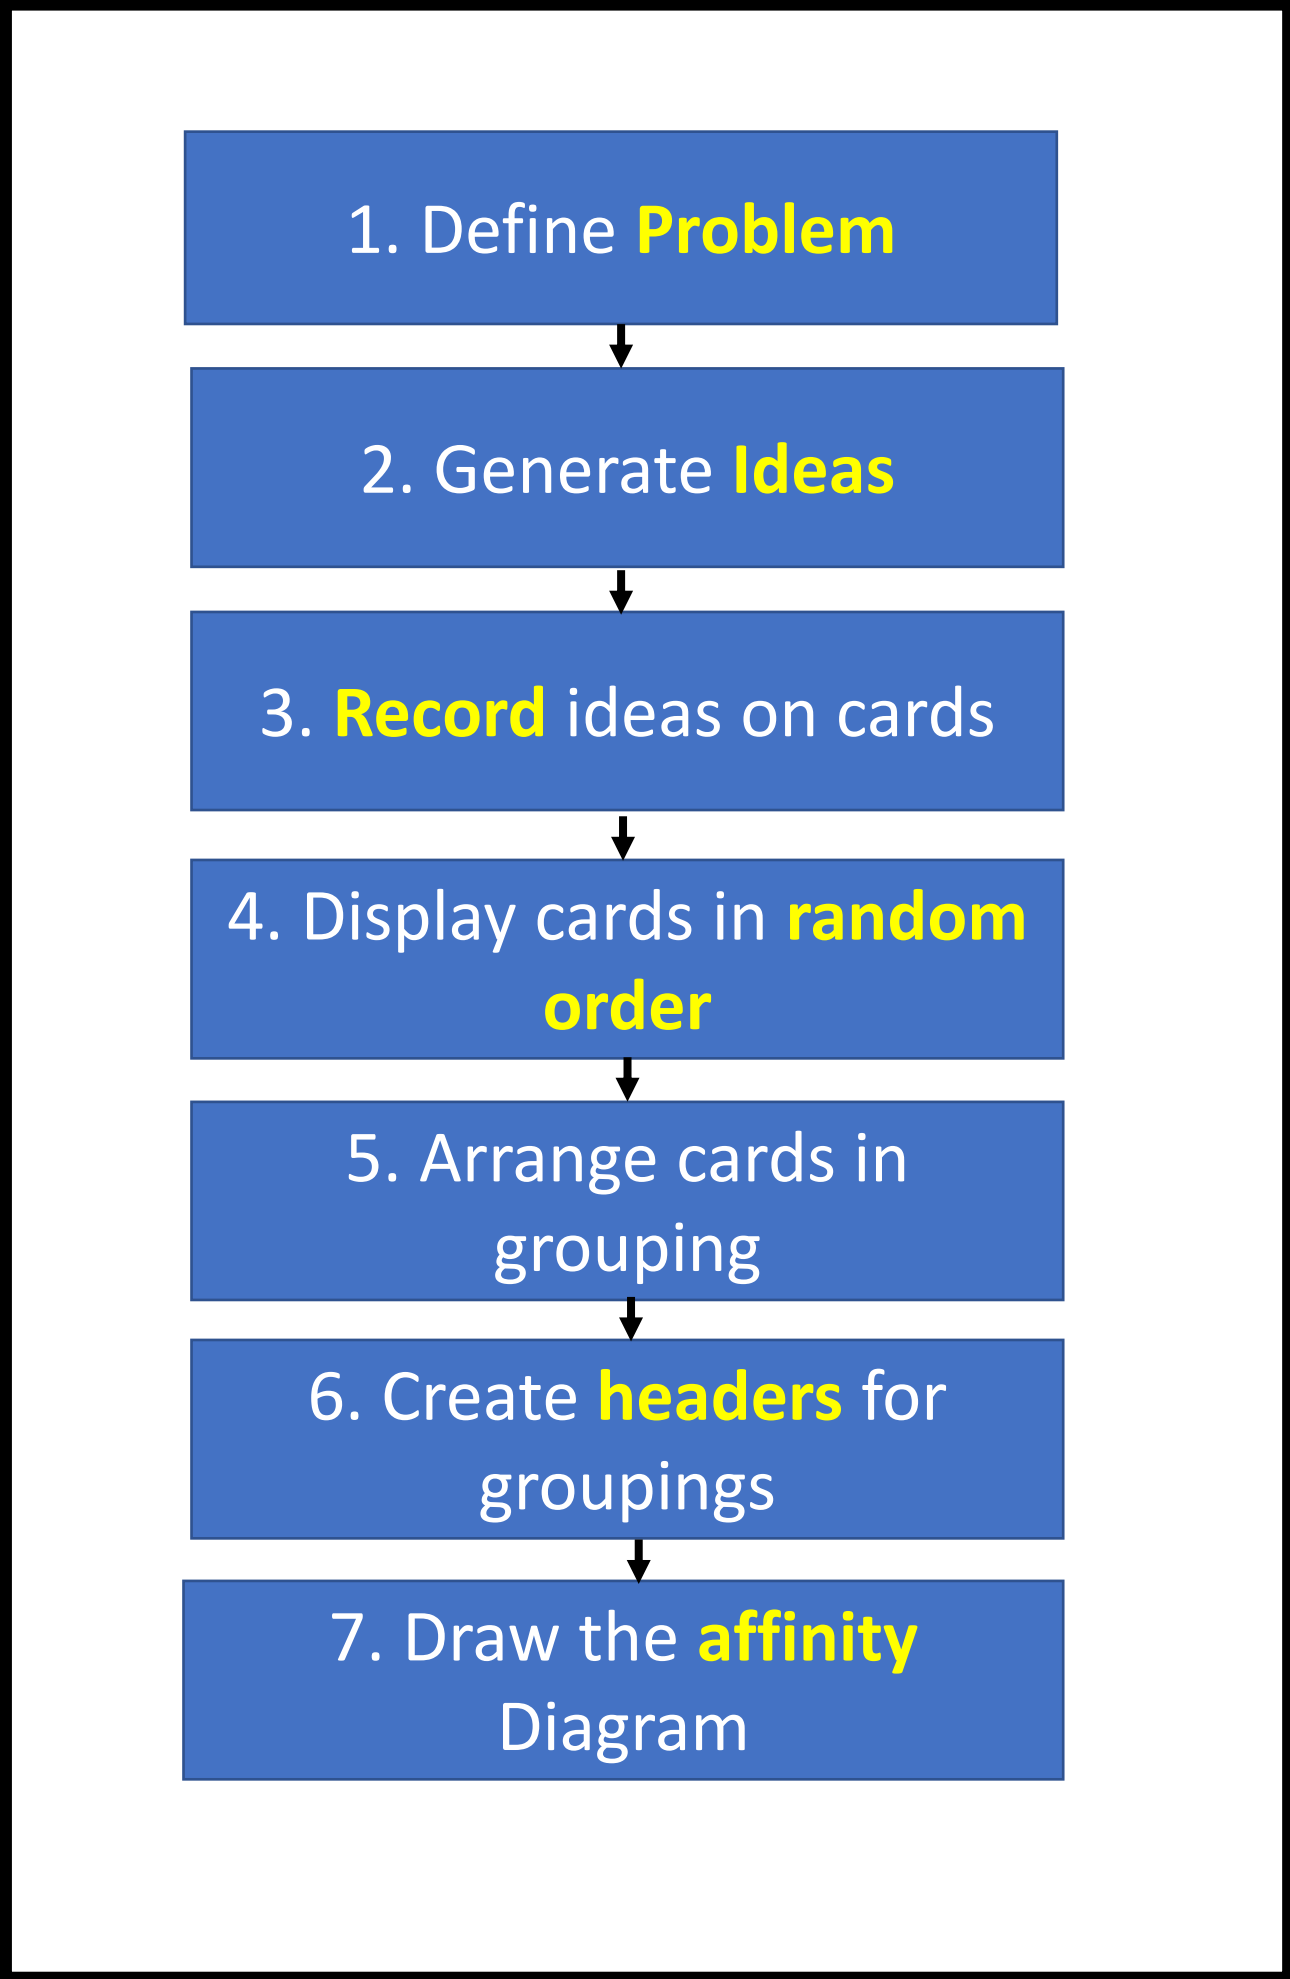 1. Define Problem
2. Generate Ideas
3. Record ideas on cards
4. Display cards in random
order
5. Arrange cards in
grouping
6. Create headers for
groupings
7. Draw the affinity
Diagram